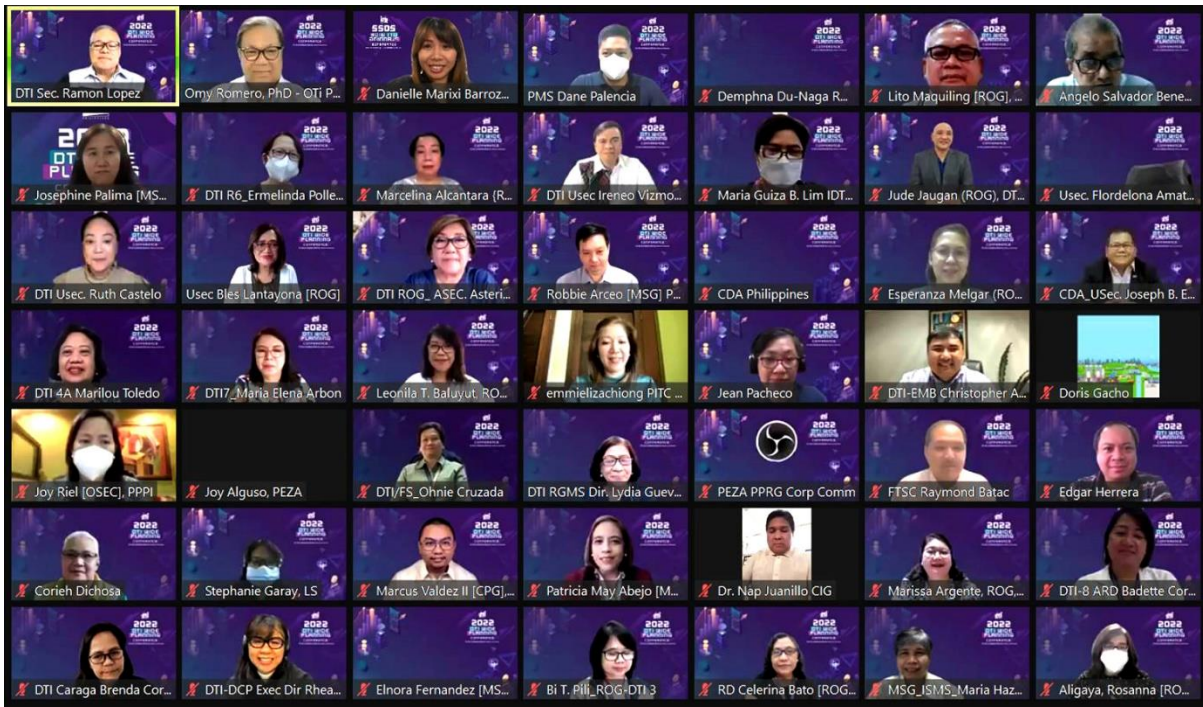 DTI Sec. Ramon Lopez
Omy Romero, PhD - OTi P...
Danielle Marixi Barroz...
PMS Dane Palencia
Demphna Du-Naga R...
Lito Maquiling [ROG], ...
Angelo Salvador Bene...
Josephine Palima [MS...
DTI R6_Ermelinda Polle...
Marcelina Alcantara {R...
DTI Usec Ireneo Vizmo...
Maria Guiza B. Lim IDT...
Jude Jaugan (ROG), DT...
Usec. Flordelona Amat...
DTI Usec. Ruth Castelo
Usec Bles Lantayona [ROG]
DTI ROG_ ASEC. Asteri...
Robbie Arceo [MSG] P...
CDA Philippines
Esperanza Melgar (RO...
CDA_USec. Joseph B. E...
DTI 4A Marilou Toledo
DTI7_Maria Elena Arbon
Leonila T. Baluyut, RO...
emmielizachiong PITC ...
Jean Pacheco
DTI-EMB Christopher A...
Doris Gacho
Joy Riel [OSEC], PPPI
Joy Alguso, PEZA
DTI/FS_Ohnie Cruzada
DTI RGMS Dir. Lydia Guev...
PEZA PPRG Corp Comm
FTSC Raymond Batac
Edgar Herrera
Corieh Dichosa
Stephanie Garay, LS
Marcus Valdez II [CPG],...
Patricia May Abejo [M...
Dr. Nap Juanillo CIG
Marissa Argente, ROG,...
DTI-8 ARD Badette Cor...
DTI Caraga Brenda Cor...
DTI-DCP Exec Dir Rhea...
Elnora Fernandez [MS...
Bi T. Pili_ROG-DTI 3
RD Celerina Bato [ROG...
MSG_ISMS_Maria Haz...
Aligaya, Rosanna [RO...
2022
DTI WIDE
PLANNING
CONFERENCE